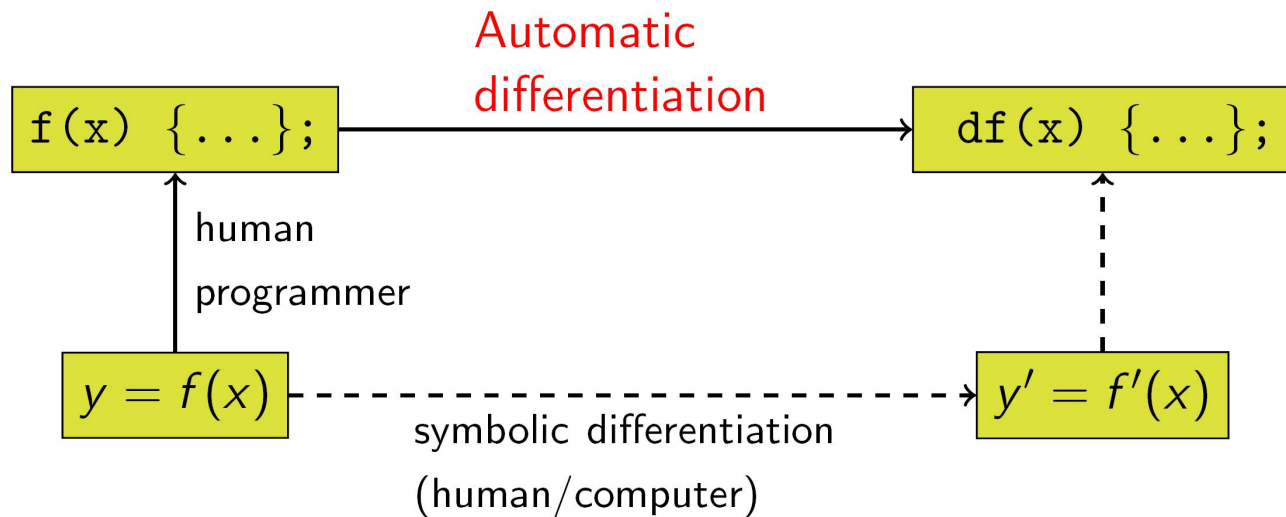 Automatic
differentiation
f(x) {...};
df(x) {...};
human
programmer
y = f(x)
y′ = f′(x)
symbolic differentiation
(human/computer)